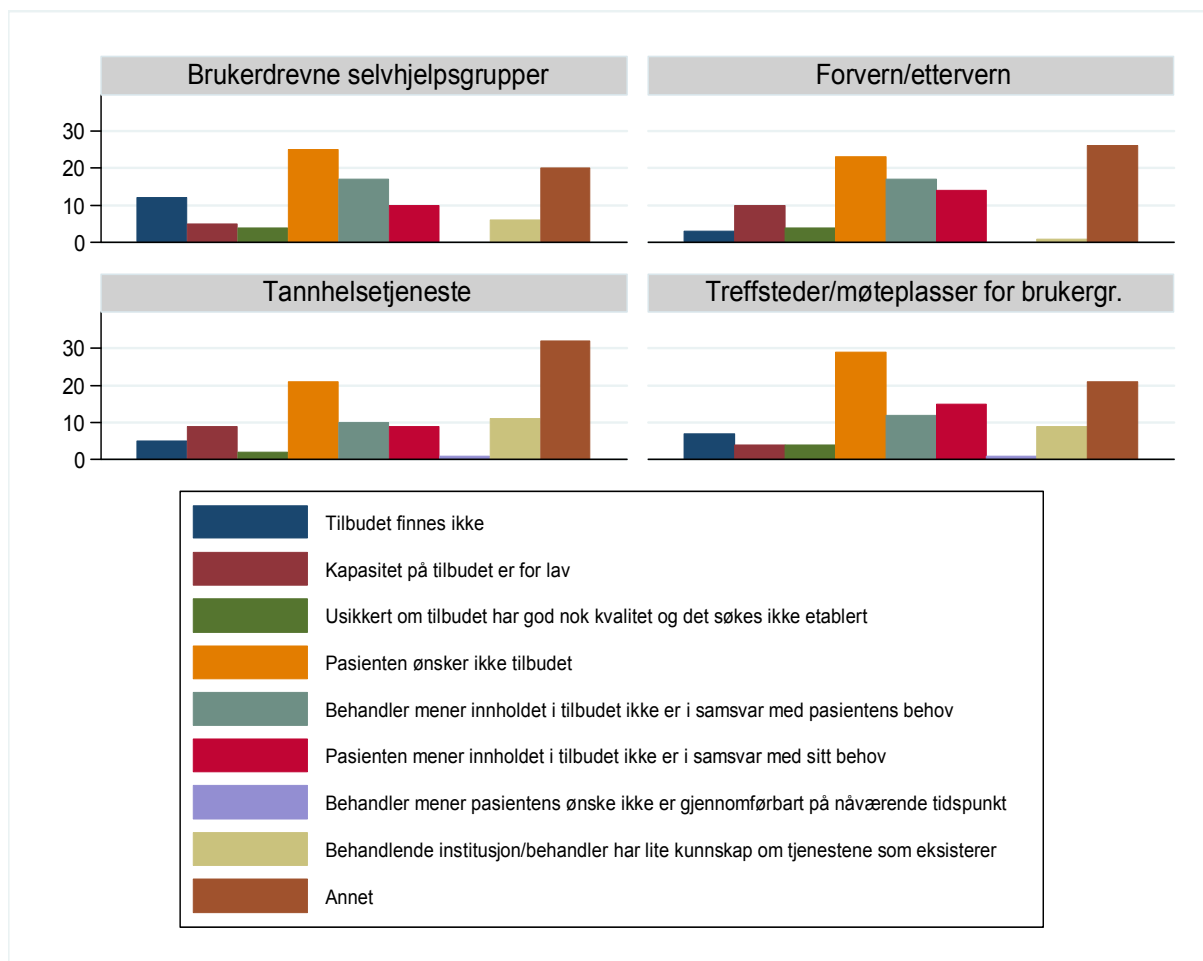 Brukerdrevne selvhjelpsgrupper
Forvern/ettervern
30
20
10
0
Tannhelsetjeneste
Treffsteder/møteplasser for brukergr.
30
20
10
0
Tilbudet finnes ikke
Kapasitet på tilbudet er for lav
Usikkert om tilbudet har god nok kvalitet og det søkes ikke etablert
Pasienten ønsker ikke tilbudet
Behandler mener innholdet i tilbudet ikke er i samsvar med pasientens behov
Pasienten mener innholdet i tilbudet ikke er i samsvar med sitt behov
Behandler mener pasientens ønske ikke er gjennomførbart på nåværende tidspunkt
Behandlende institusjon/behandler har lite kunnskap om tjenestene som eksisterer
Annet